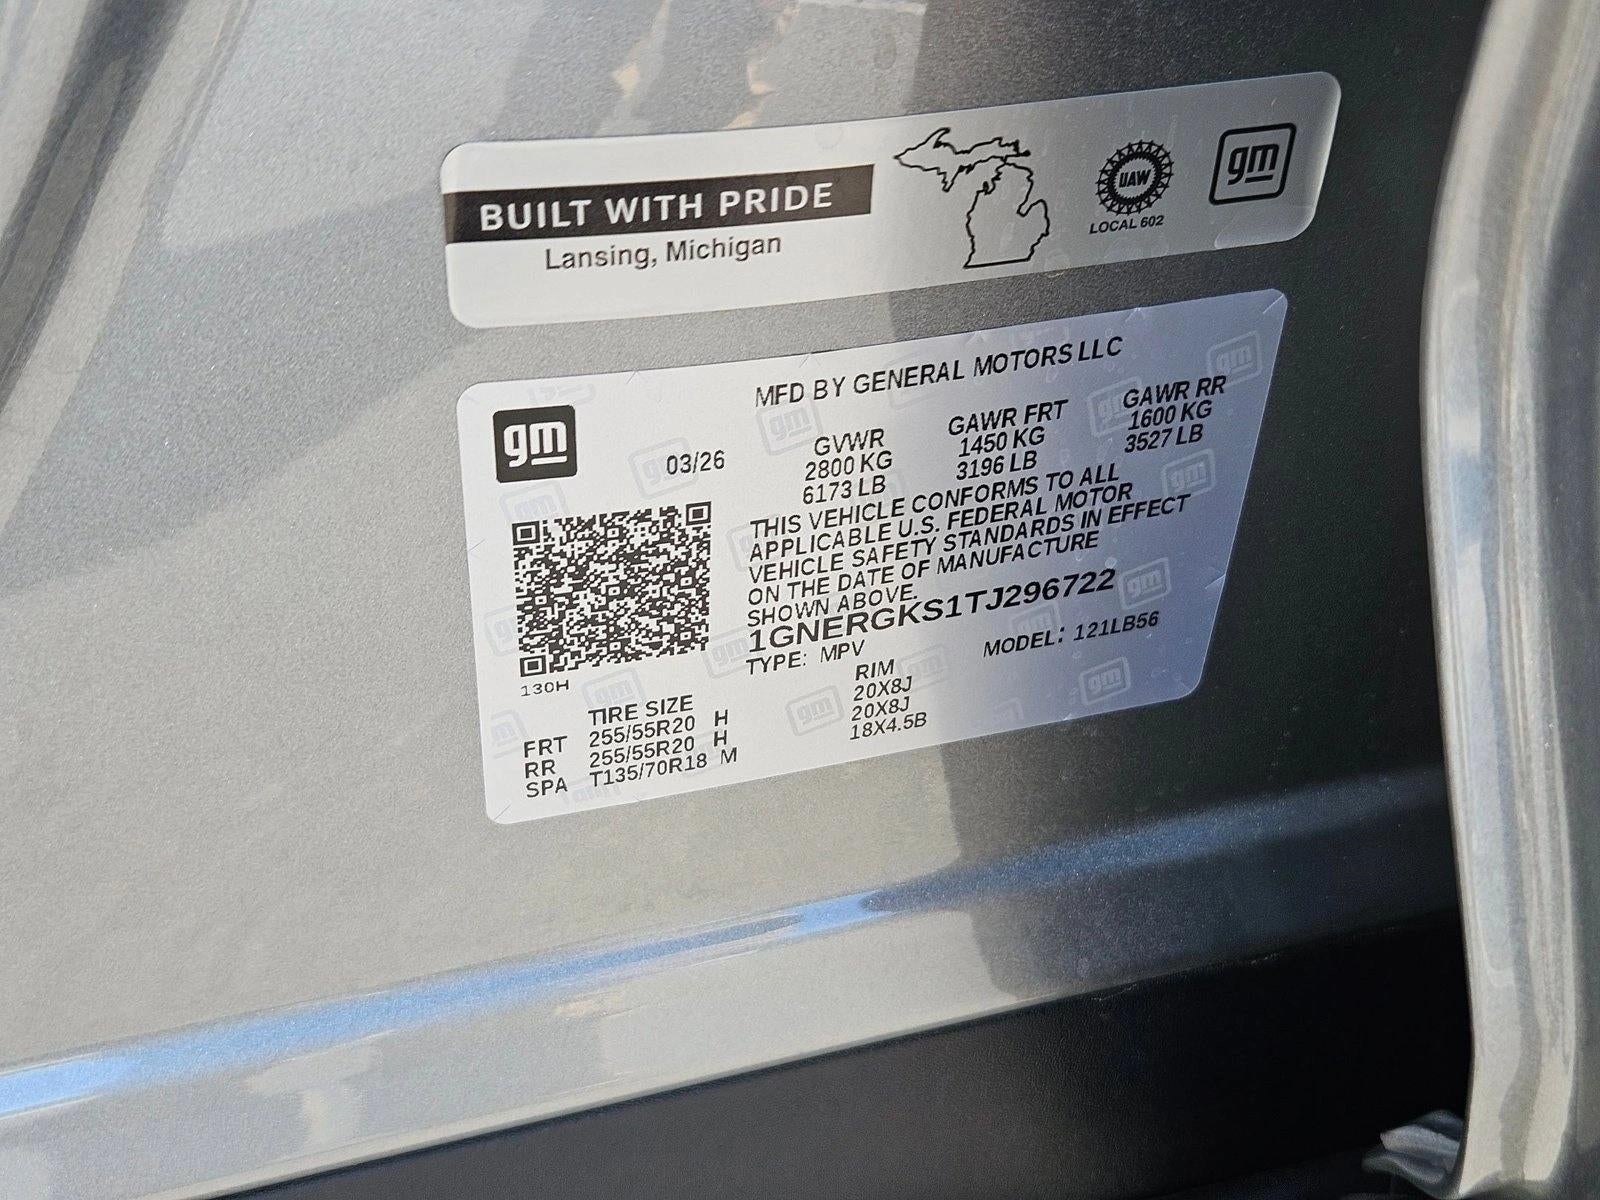 BUILT WITH PRIDE
Lansing, Michigan
UAW
LOCAL 602
gm
MFD BY GENERAL MOTORS LLC
gm
03/26
GVWR GAWR FRT GAWR RR
2800 KG 1450 KG 1600 KG
6173 LB 3196 LB 3527 LB
THIS VEHICLE CONFORMS TO ALL
APPLICABLE U.S. FEDERAL MOTOR
VEHICLE SAFETY STANDARDS IN EFFECT
ON THE DATE OF MANUFACTURE
SHOWN ABOVE.
1GNERGKS1TJ296722
TYPE: MPV MODEL: 121LB56
130H
TIRE SIZE RIM
FRT 255/55R20 H 20X8J
RR 255/55R20 H 20X8J
SPA T135/70R18 M 18X4.5B